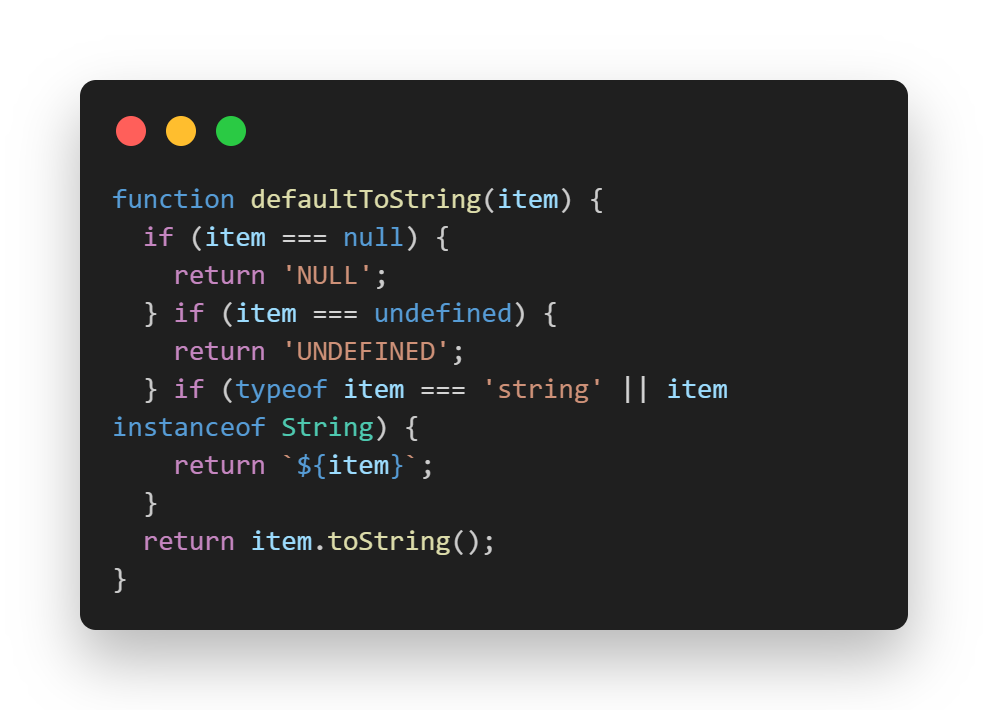 function defaultToString(item) {
  if (item === null) {
    return 'NULL';
  } if (item === undefined) {
    return 'UNDEFINED';
  } if (typeof item === 'string' || item
instanceof String) {
    return `${item}`;
  }
  return item.toString();
}